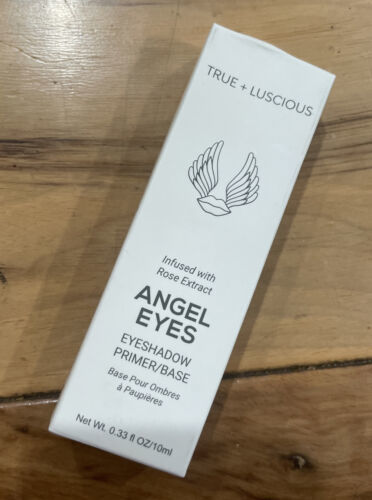 TRUE + LUSCIOUS
Infused with
Rose Extract
ANGEL
EYES
EYESHADOW
PRIMER/BASE
Base Pour Ombres
à Paupières
Net Wt. 0.33 fl OZ/10ml